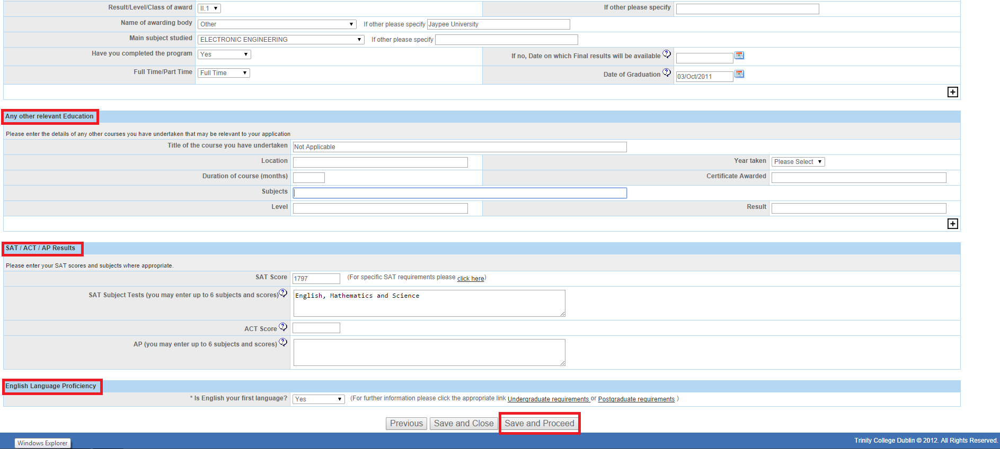 Result/Level/Class of award II.1 If other please specify
Name of awarding body Other If other please specify Jaypee University
Main subject studied ELECTRONIC ENGINEERING If other please specify
Have you completed the program Yes If no, Date on which Final results will be available
Full Time/Part Time Full Time Date of Graduation 03/Oct/2011
Any other relevant Education
Please enter the details of any other courses you have undertaken that may be relevant to your application
Title of the course you have undertaken Not Applicable
Location Year taken Please Select
Duration of course (months) Certificate Awarded
Subjects
Level Result
SAT / ACT / AP Results
Please enter your SAT scores and subjects where appropriate.
SAT Score 1797 (For specific SAT requirements please click here)
SAT Subject Tests (you may enter up to 6 subjects and scores) English, Mathematics and Science
ACT Score
AP (you may enter up to 6 subjects and scores)
English Language Proficiency
* Is English your first language? Yes (For further information please click the appropriate link Undergraduate requirements or Postgraduate requirements )
Previous Save and Close Save and Proceed
Trinity College Dublin © 2012. All Rights Reserved.
Windows Explorer